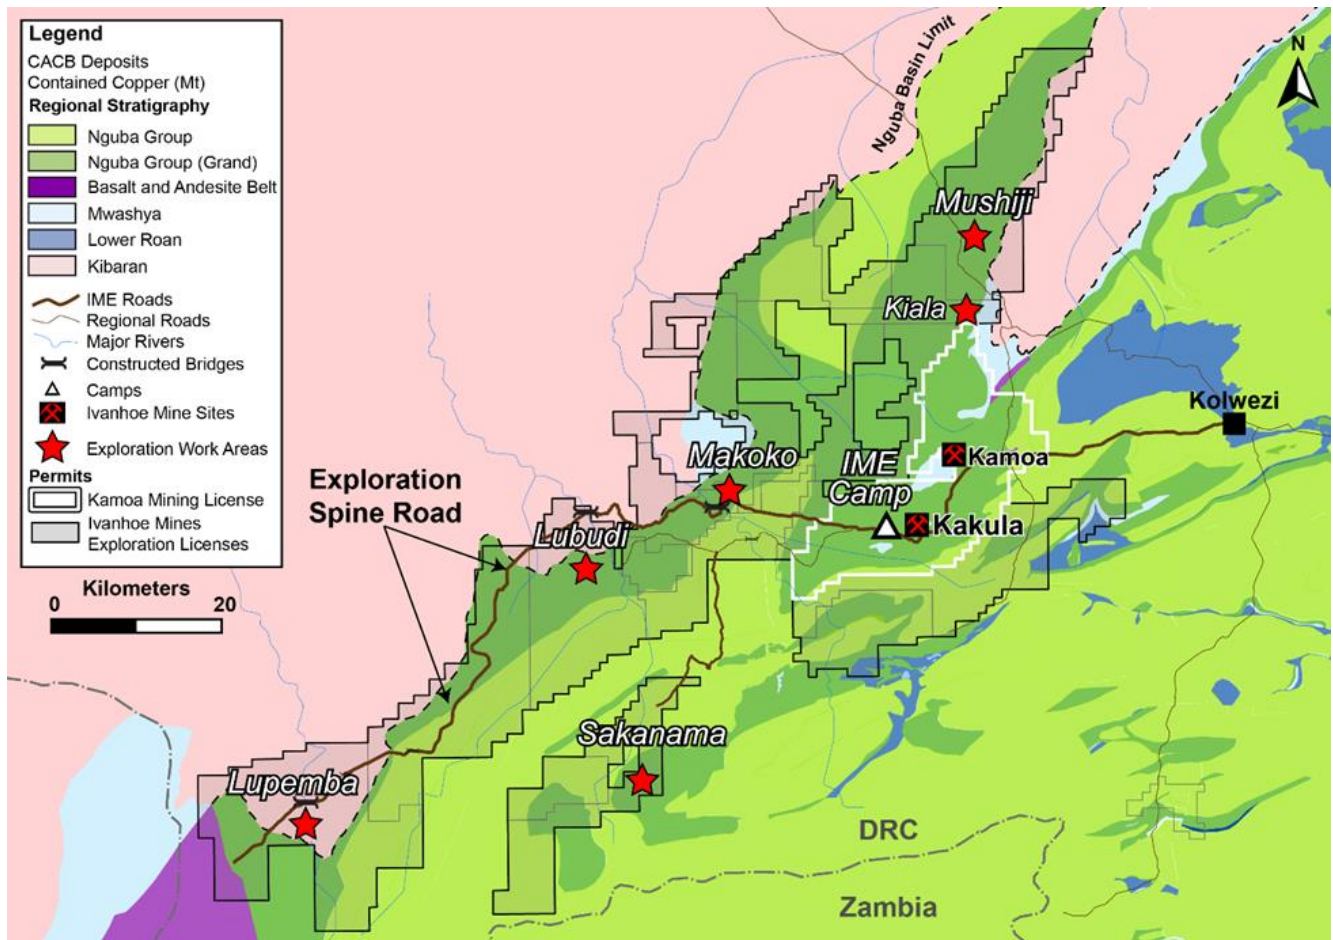 Legend
CACB Deposits
Contained Copper (Mt)
Regional Stratigraphy
Nguba Group
Nguba Group (Grand)
Basalt and Andesite Belt
Mwashya
Lower Roan
Kibaran
IME Roads
Regional Roads
Major Rivers
Constructed Bridges
Camps
Ivanhoe Mine Sites
Exploration Work Areas
Permits
Kamoa Mining License
Ivanhoe Mines
Exploration Licenses
Kilometers
0 20
Nguba Basin Limit
N
Mushiji
Kiala
Kolwezi
Makoko
IME
Camp
Kamoa
Exploration
Spine Road
Kakula
Lubudi
Sakanama
Lupemba
DRC
Zambia